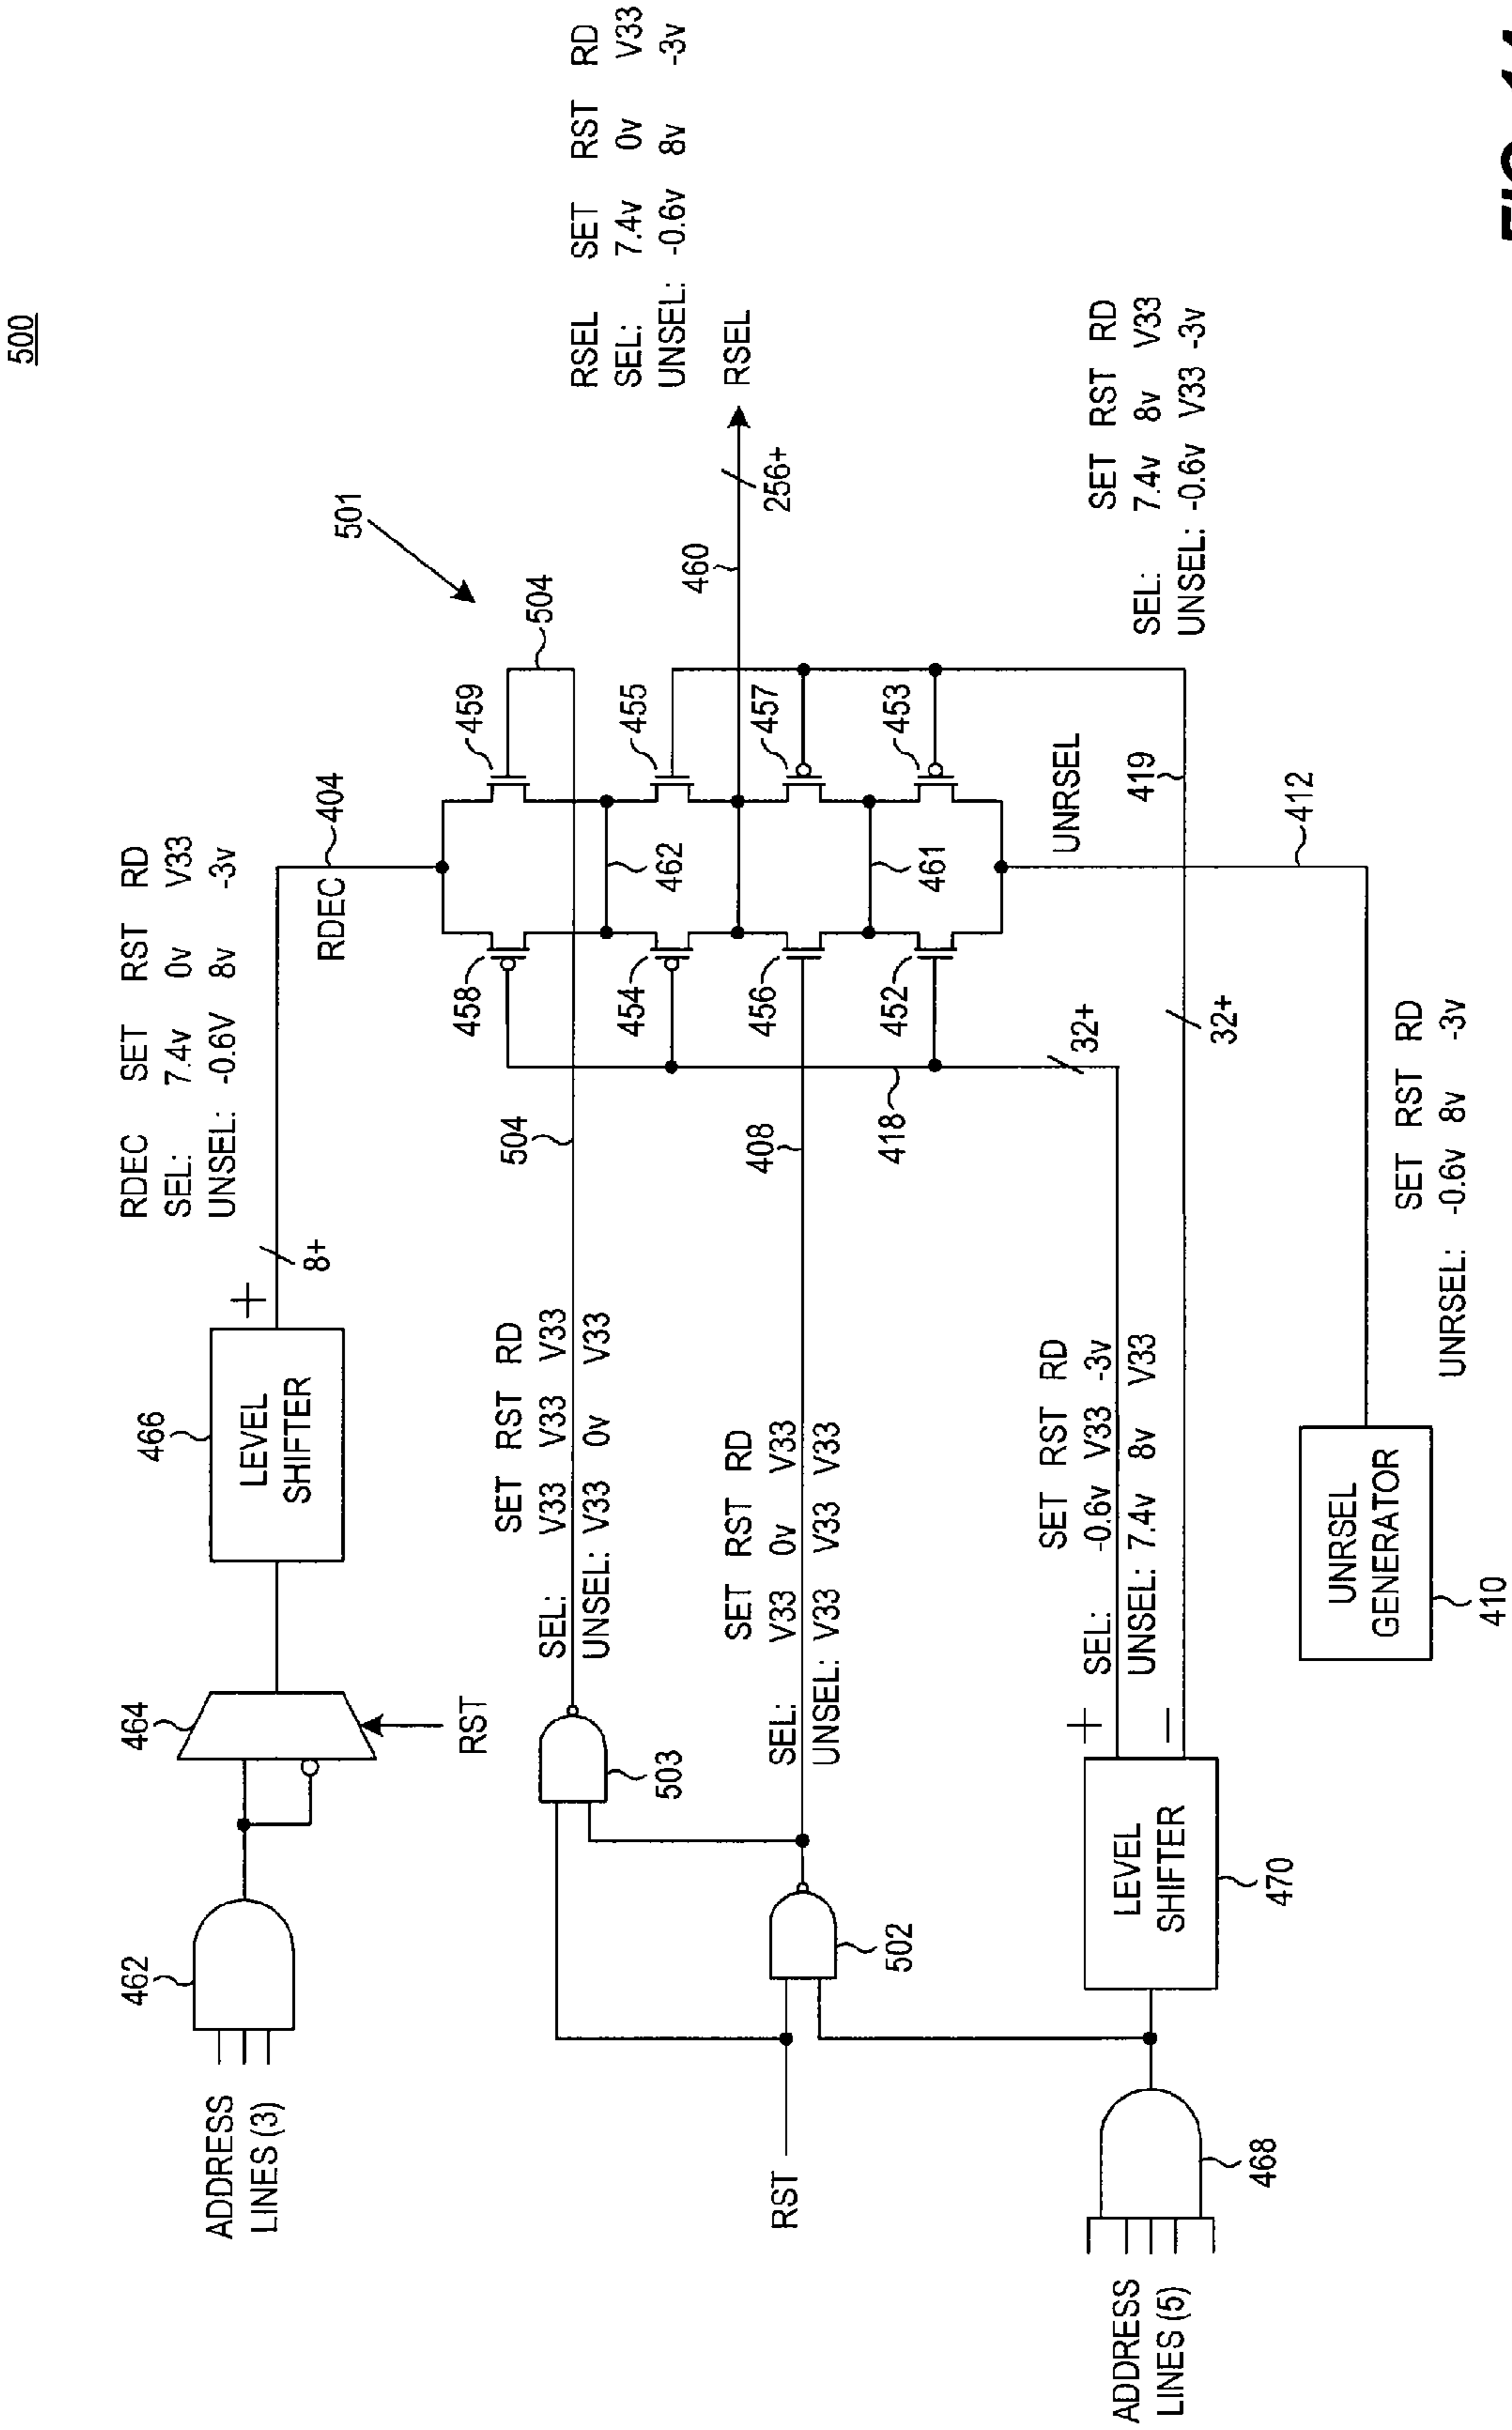 500
RDEC SET RST RD
SEL: 7.4v 0v V33
UNSEL: -0.6V 8v -3v
RSEL SET RST RD
SEL: 7.4v 0v V33
UNSEL: -0.6v 8v -3v
ADDRESS
LINES (3)
462
464
RST
466
LEVEL
SHIFTER
+
8+
RDEC
404
501
SET RST RD
SEL: V33 V33 V33
UNSEL: V33 0v V33
504
504
458
459
462
454
455
503
RST
502
SET RST RD
SEL: V33 0v V33
UNSEL: V33 V33 V33
408
456
457
460
256+
RSEL
461
452
453
418
32+
UNRSEL
419
32+
SET RST RD
SEL: 7.4v 8v V33
UNSEL: -0.6v V33 -3v
ADDRESS
LINES (5)
468
LEVEL
SHIFTER
470
+
−
SET RST RD
SEL: -0.6v V33 -3v
UNSEL: 7.4v 8v V33
412
UNRSEL
GENERATOR
410
SET RST RD
UNRSEL: -0.6v 8v -3v